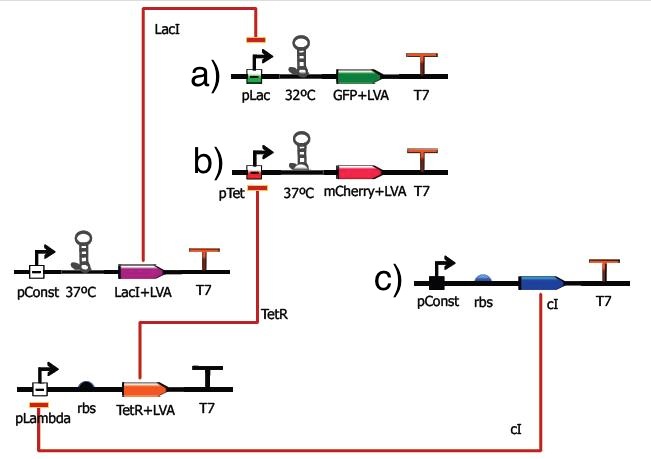 LacI
a)
pLac 32ºC GFP+LVA T7
b)
pTet 37ºC mCherry+LVA T7
pConst 37ºC LacI+LVA T7
c)
pConst rbs cI T7
TetR
pLambda rbs TetR+LVA T7
cI